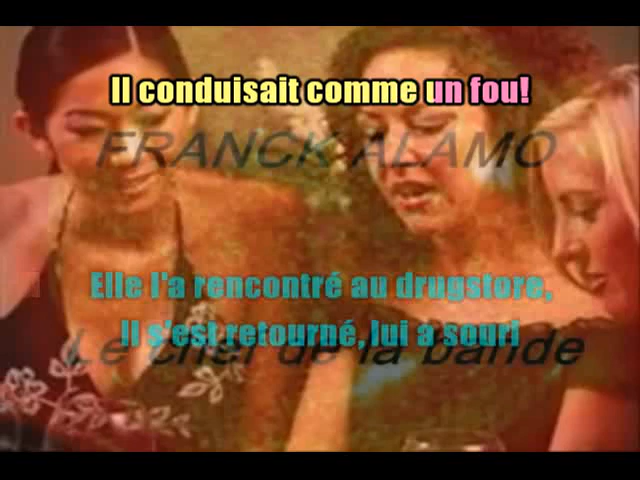 Il conduisait comme un fou!
FRANCK ALAMO
Elle l'a rencontré au drugstore,
Il s'est retourné, lui a souri
Le chef de la bande